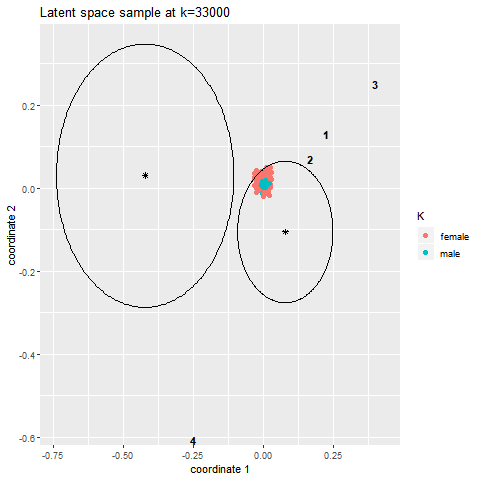 Latent space sample at k=33000
3
1
2
4
0.2
0.0
-0.2
-0.4
-0.6
-0.75
-0.50
-0.25
0.00
0.25
coordinate 1
coordinate 2
K
female
male